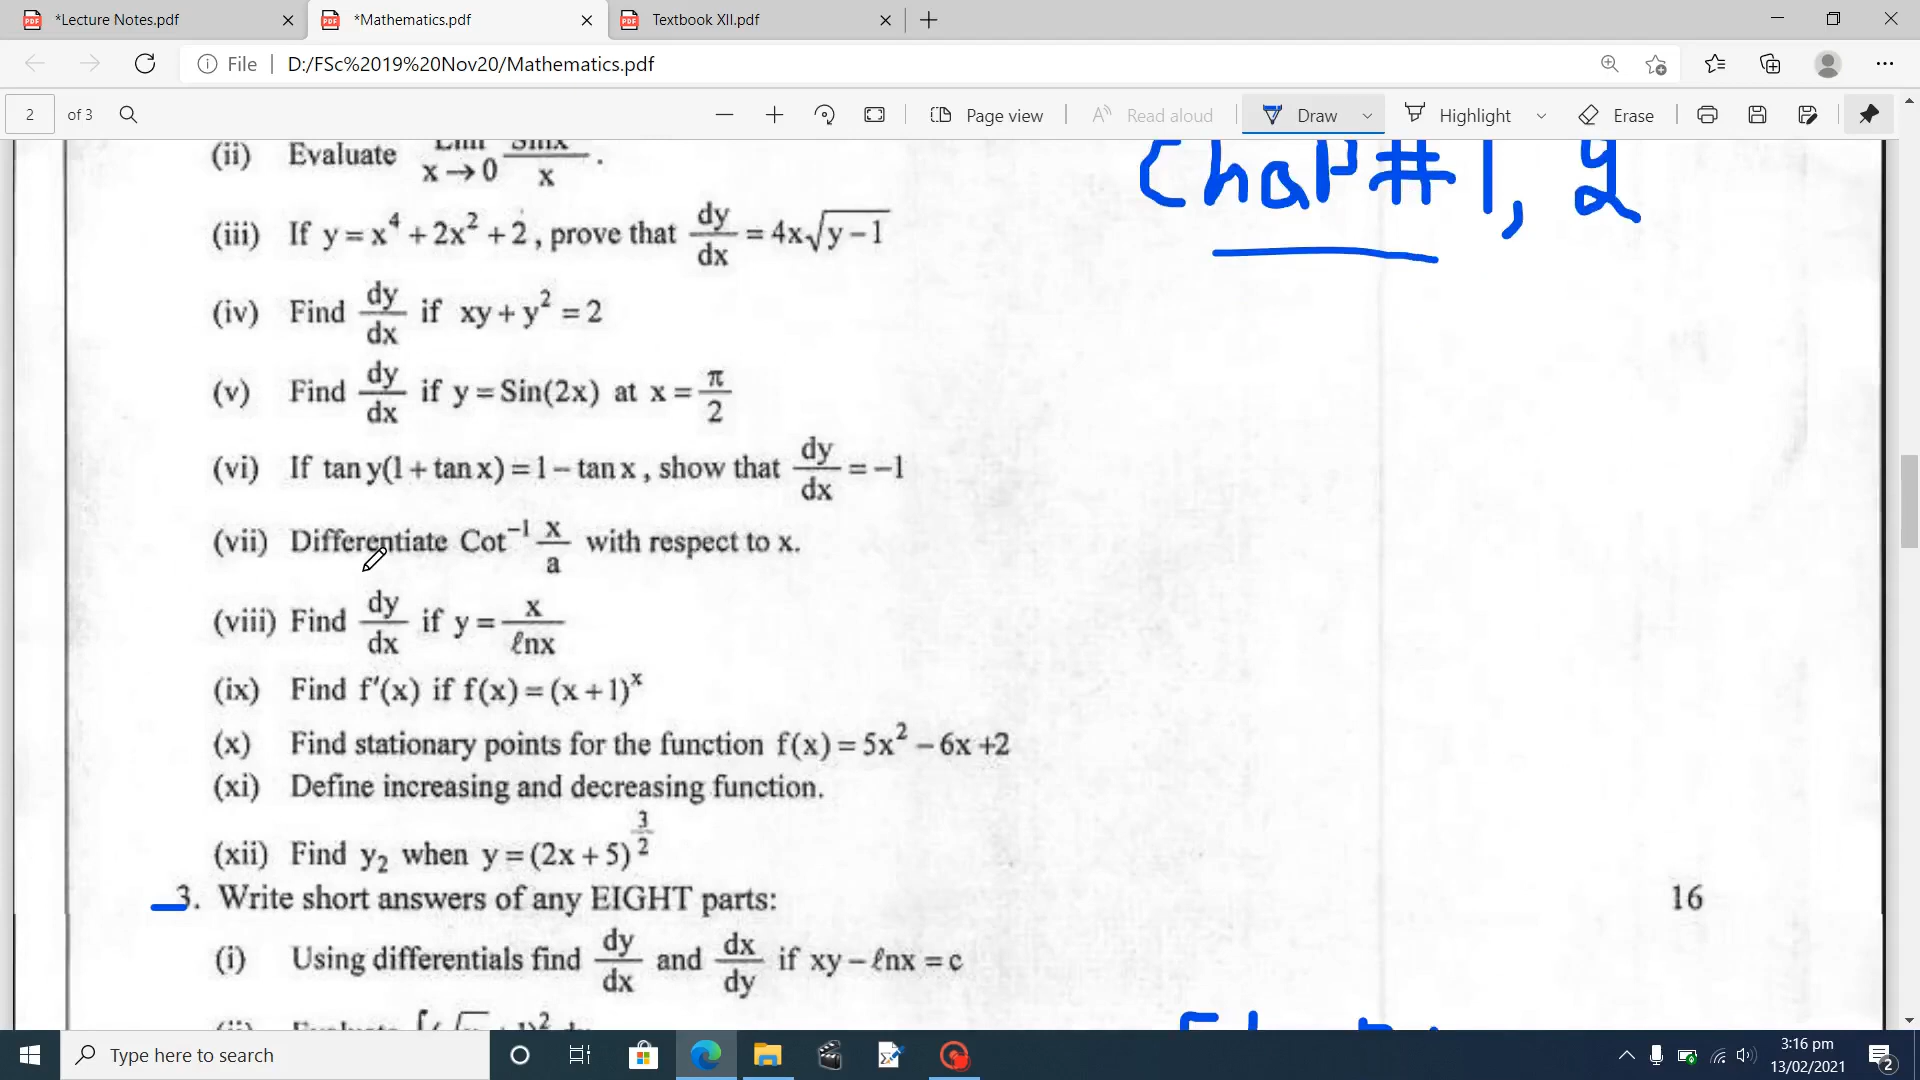 *Lecture Notes.pdf *Mathematics.pdf Textbook XII.pdf
File D:/FSc%2019%20Nov20/Mathematics.pdf
2 of 3 Page view Read aloud Draw Highlight Erase
(ii) Evaluate Lim x→0 Sinx/x .
Chap#1, 2
(iii) If y = x⁴ + 2x² + 2, prove that dy/dx = 4x√(y−1)
(iv) Find dy/dx if xy + y² = 2
(v) Find dy/dx if y = Sin(2x) at x = π/2
(vi) If tan y(1 + tan x) = 1 − tan x, show that dy/dx = −1
(vii) Differentiate Cot⁻¹ x/a with respect to x.
(viii) Find dy/dx if y = x/ℓnx
(ix) Find f′(x) if f(x) = (x + 1)ˣ
(x) Find stationary points for the function f(x) = 5x² − 6x +2
(xi) Define increasing and decreasing function.
(xii) Find y₂ when y = (2x + 5)^(3/2)
3. Write short answers of any EIGHT parts: 16
(i) Using differentials find dy/dx and dx/dy if xy − ℓnx = c
Type here to search
3:16 pm
13/02/2021
2